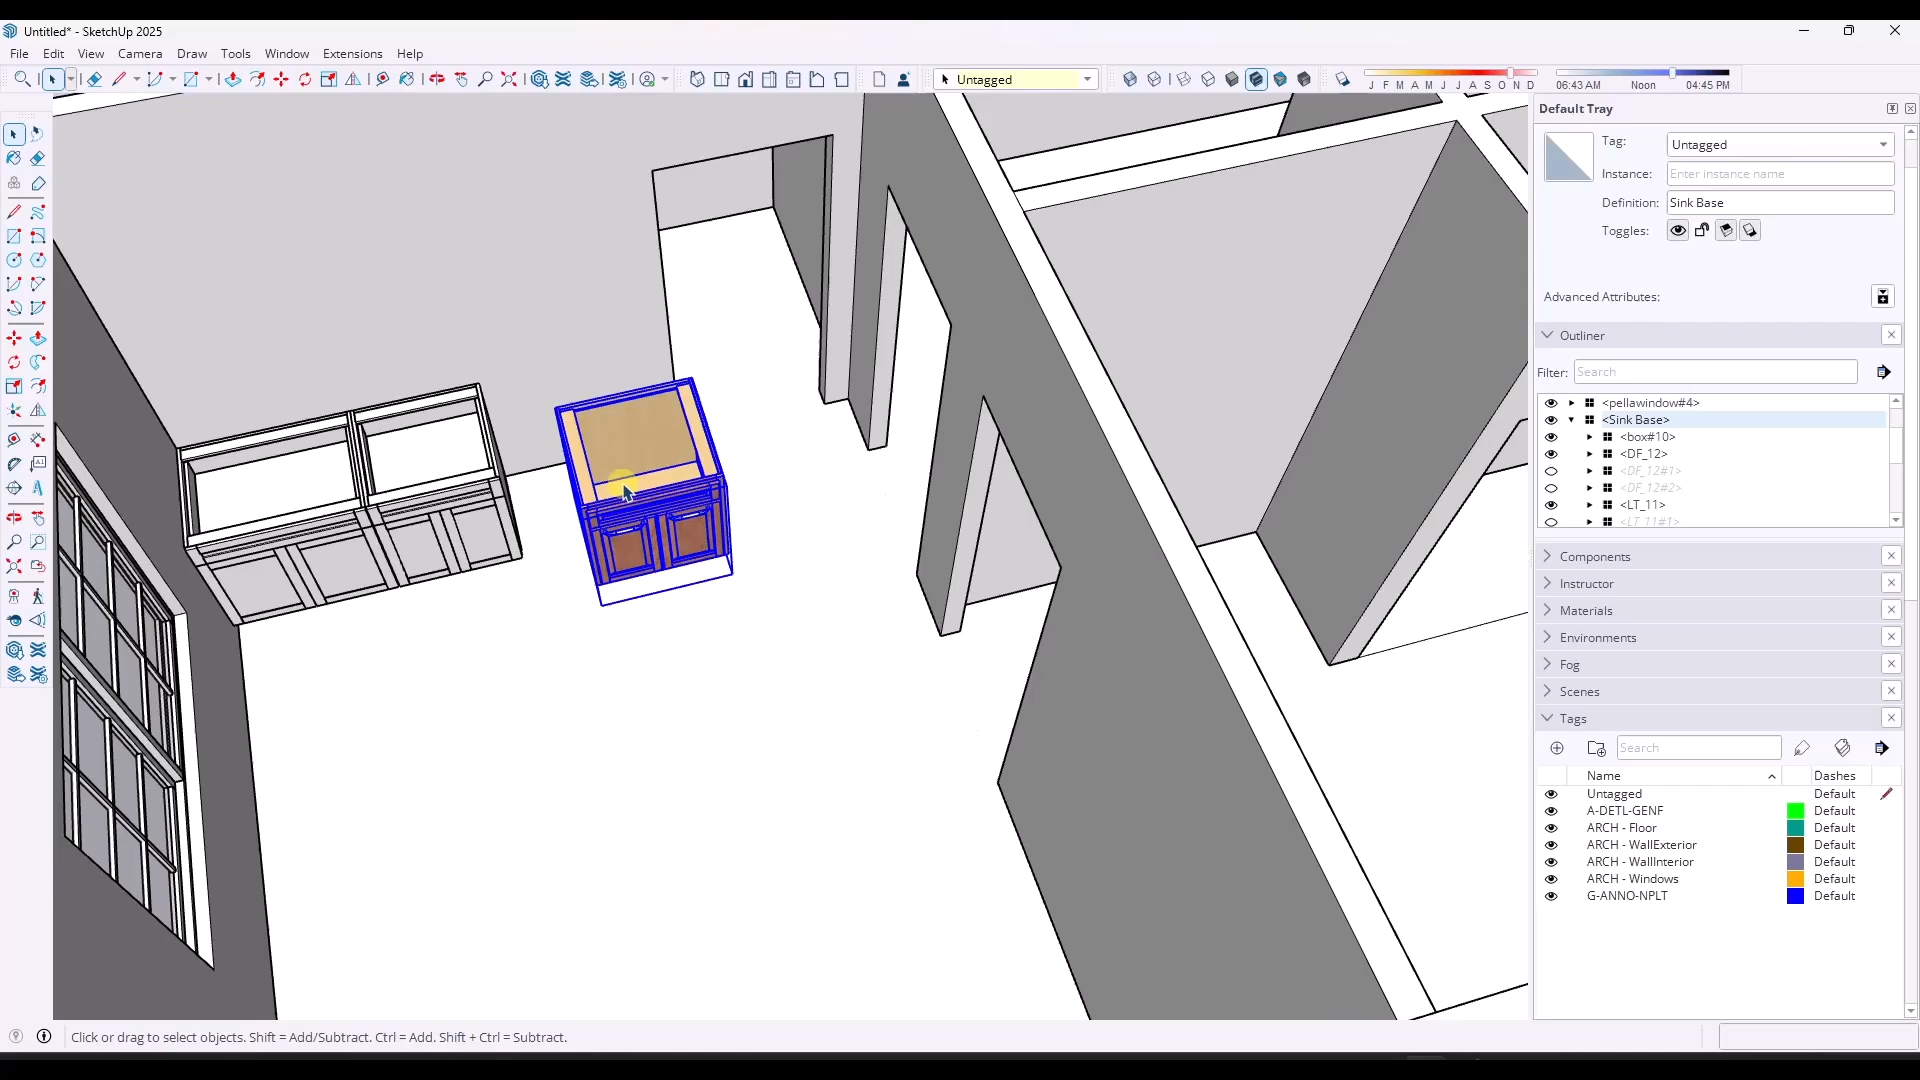 Untitled* - SketchUp 2025
File Edit View Camera Draw Tools Window Extensions Help
Untagged
J F M A M J J A S O N D
06:43 AM Noon 04:45 PM
Default Tray
Tag: Untagged
Instance: Enter instance name
Definition: Sink Base
Toggles:
Advanced Attributes:
Outliner
Filter: Search
<pellawindow#4>
<Sink Base>
<box#10>
<DF_12>
<DF_12#1>
<DF_12#2>
<LT_11>
<LT_11#1>
Components
Instructor
Materials
Environments
Fog
Scenes
Tags
Search
Name Dashes
Untagged Default
A-DETL-GENF Default
ARCH - Floor Default
ARCH - WallExterior Default
ARCH - WallInterior Default
ARCH - Windows Default
G-ANNO-NPLT Default
Click or drag to select objects. Shift = Add/Subtract. Ctrl = Add. Shift + Ctrl = Subtract.